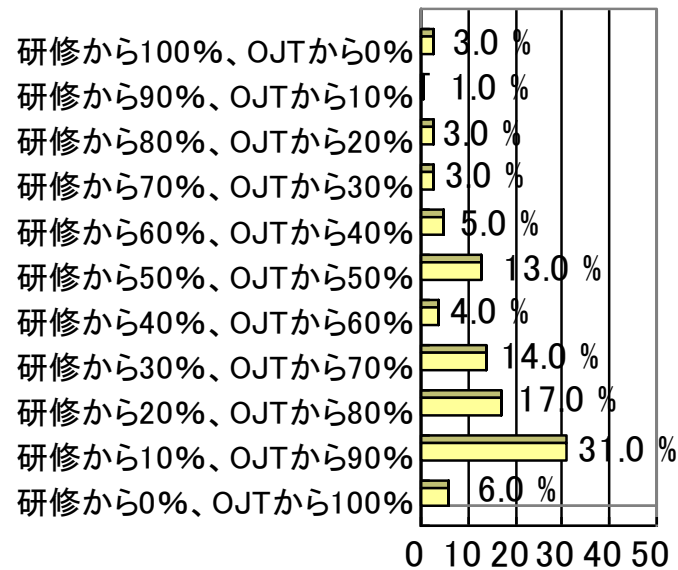 研修から100%、OJTから0% 3.0 %
研修から90%、OJTから10% 1.0 %
研修から80%、OJTから20% 3.0 %
研修から70%、OJTから30% 3.0 %
研修から60%、OJTから40% 5.0 %
研修から50%、OJTから50% 13.0 %
研修から40%、OJTから60% 4.0 %
研修から30%、OJTから70% 14.0 %
研修から20%、OJTから80% 17.0 %
研修から10%、OJTから90% 31.0 %
研修から0%、OJTから100% 6.0 %
0 10 20 30 40 50